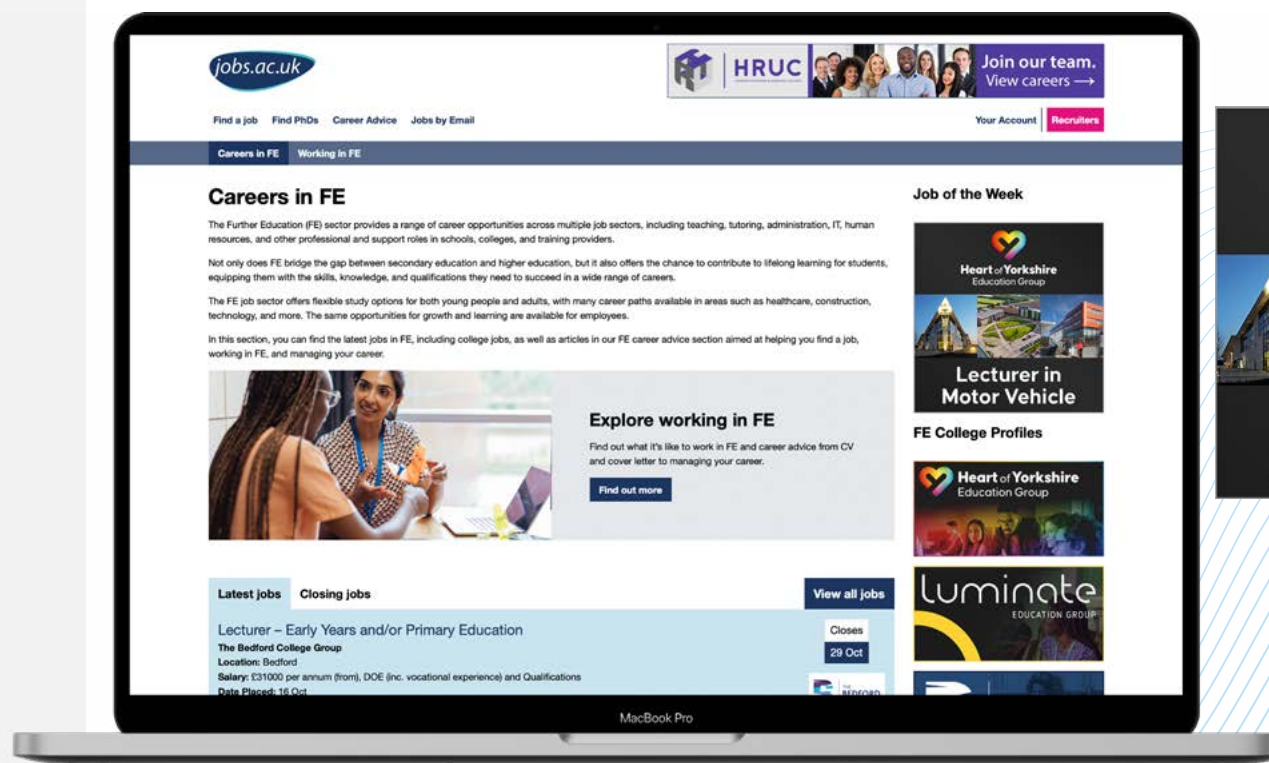 jobs.ac.uk
HRUC
Join our team.
View careers →
Find a job Find PhDs Career Advice Jobs by Email
Your Account Recruiters
Careers in FE Working in FE
Careers in FE
The Further Education (FE) sector provides a range of career opportunities across multiple job sectors, including teaching, tutoring, administration, IT, human
resources, and other professional and support roles in schools, colleges, and training providers.
Not only does FE bridge the gap between secondary education and higher education, but it also offers the chance to contribute to lifelong learning for students,
equipping them with the skills, knowledge, and qualifications they need to succeed in a wide range of careers.
The FE job sector offers flexible study options for both young people and adults, with many career paths available in areas such as healthcare, construction,
technology, and more. The same opportunities for growth and learning are available for employees.
In this section, you can find the latest jobs in FE, including college jobs, as well as articles in our FE career advice section aimed at helping you find a job,
working in FE, and managing your career.
Explore working in FE
Find out what it's like to work in FE and career advice from CV
and cover letter to managing your career.
Find out more
Latest jobs Closing jobs View all jobs
Lecturer – Early Years and/or Primary Education
The Bedford College Group
Location: Bedford
Salary: £31000 per annum (from), DOE (inc. vocational experience) and Qualifications
Date Placed: 16 Oct
Closes
29 Oct
THE
BEDFORD
Job of the Week
Heart of Yorkshire
Education Group
Lecturer in
Motor Vehicle
FE College Profiles
Heart of Yorkshire
Education Group
Luminate
EDUCATION GROUP
MacBook Pro